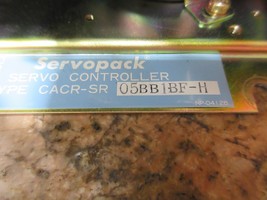 Servopack
SERVO CONTROLLER
TYPE CACR-SR 05BB1BF-H